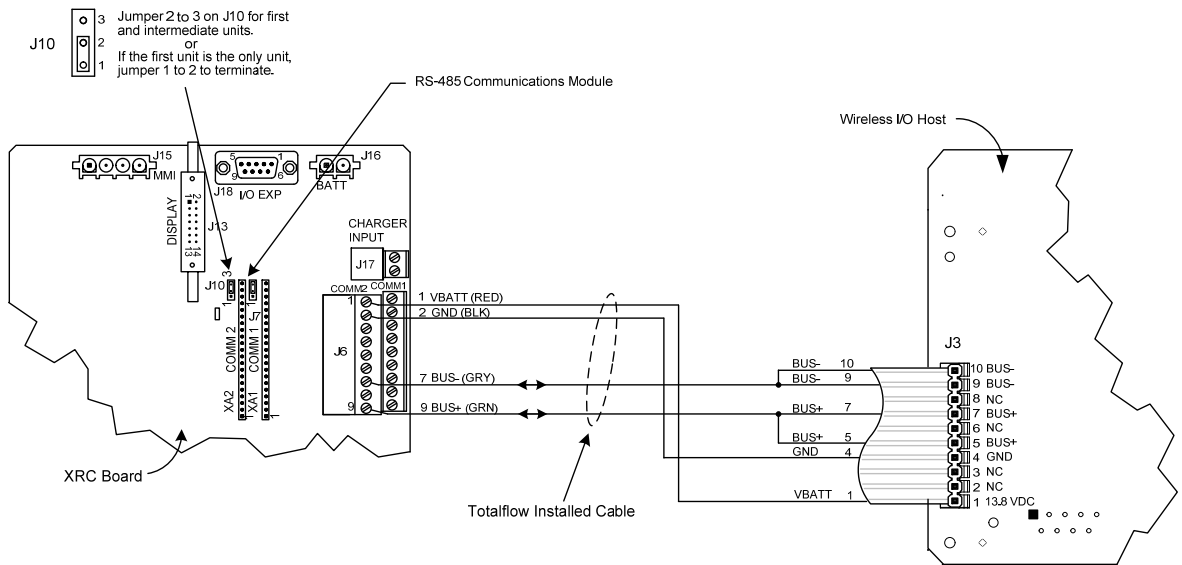 J10
3
2
1
Jumper 2 to 3 on J10 for first
and intermediate units.
or
If the first unit is the only unit,
jumper 1 to 2 to terminate.
RS-485 Communications Module
Wireless I/O Host
J15
MMI
5
1
9
6
J18
I/O EXP
J16
BATT
DISPLAY
1
2
13
14
J13
CHARGER
INPUT
J17
J10
3
1
J7
1
COMM 2
COMM 1
XA2
XA1
1
1
COMM2
COMM1
1
J6
9
1 VBATT (RED)
2 GND (BLK)
7 BUS- (GRY)
9 BUS+ (GRN)
BUS- 10
BUS- 9
BUS+ 7
BUS+ 5
GND 4
VBATT 1
J3
10 BUS-
9 BUS-
8 NC
7 BUS+
6 NC
5 BUS+
4 GND
3 NC
2 NC
1 13.8 VDC
XRC Board
Totalflow Installed Cable